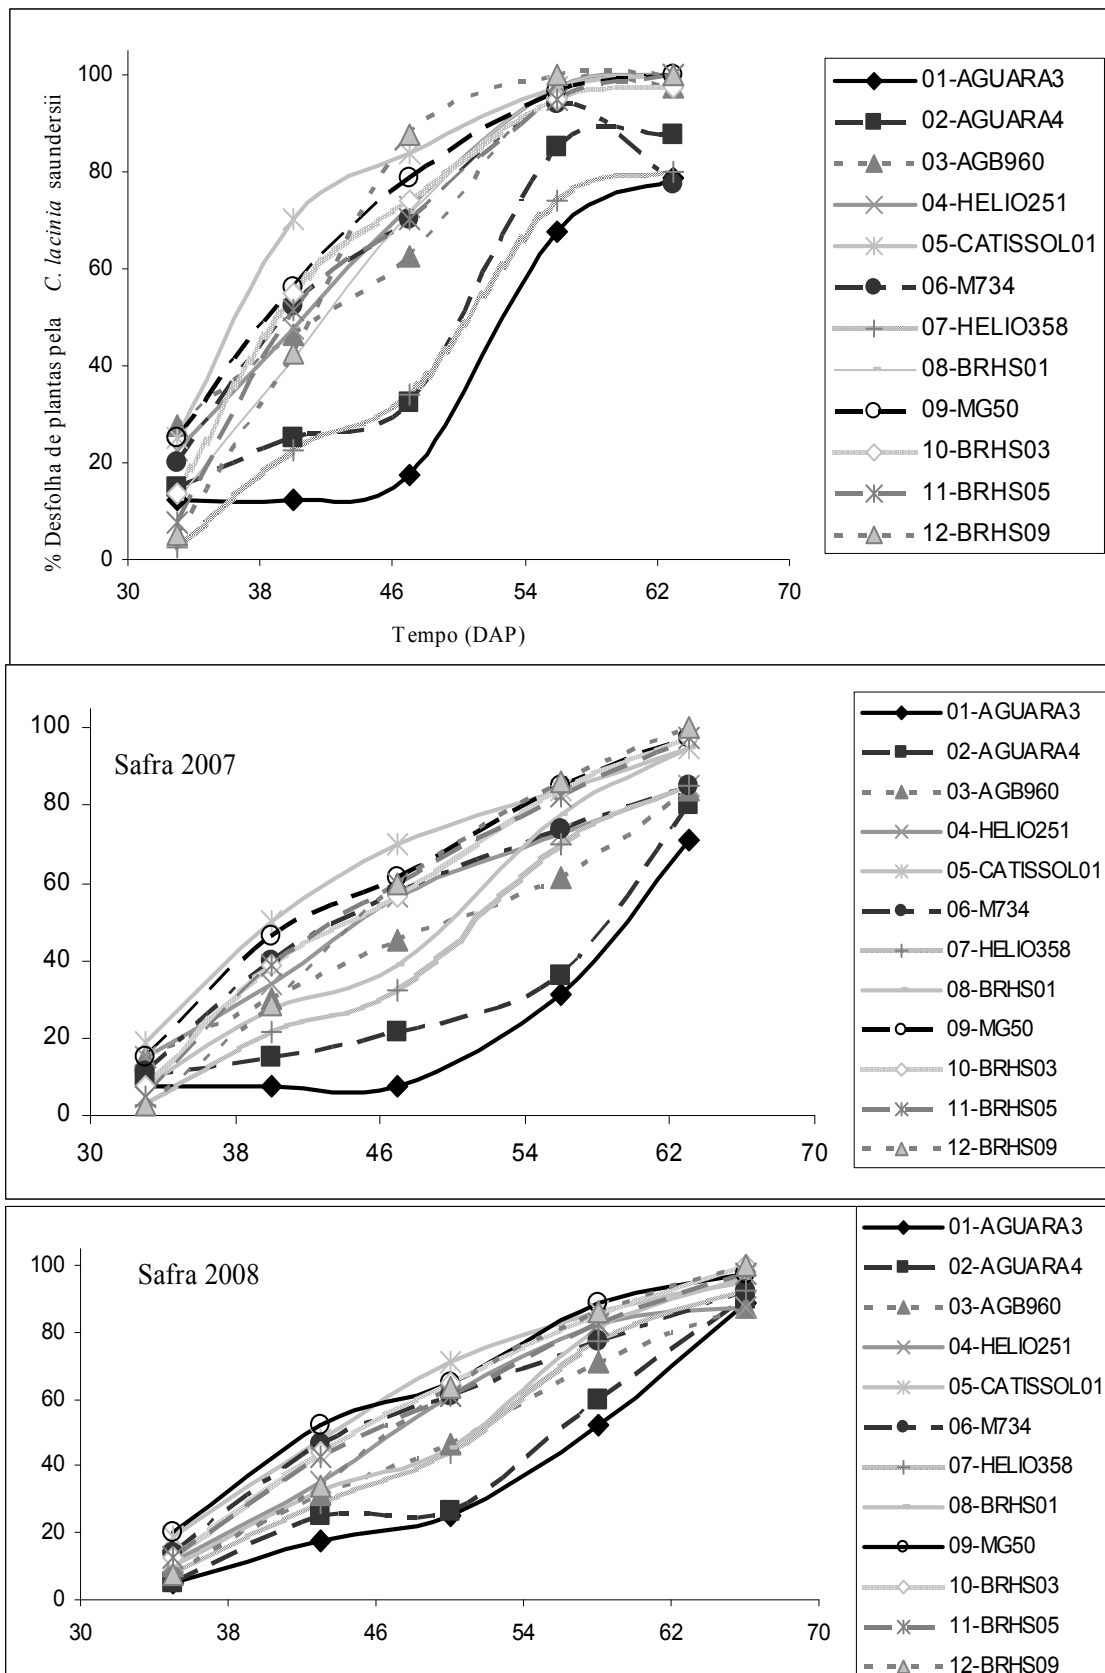 % Desfolha de plantas pela C. lacinia saundersii
100
80
60
40
20
0
30 38 46 54 62 70
Tempo (DAP)
01-AGUARA3
02-AGUARA4
03-AGB960
04-HELIO251
05-CATISSOL01
06-M734
07-HELIO358
08-BRHS01
09-MG50
10-BRHS03
11-BRHS05
12-BRHS09
Safra 2007
100
80
60
40
20
0
30 38 46 54 62 70
01-AGUARA3
02-AGUARA4
03-AGB960
04-HELIO251
05-CATISSOL01
06-M734
07-HELIO358
08-BRHS01
09-MG50
10-BRHS03
11-BRHS05
12-BRHS09
Safra 2008
100
80
60
40
20
0
30 38 46 54 62 70
01-AGUARA3
02-AGUARA4
03-AGB960
04-HELIO251
05-CATISSOL01
06-M734
07-HELIO358
08-BRHS01
09-MG50
10-BRHS03
11-BRHS05
12-BRHS09